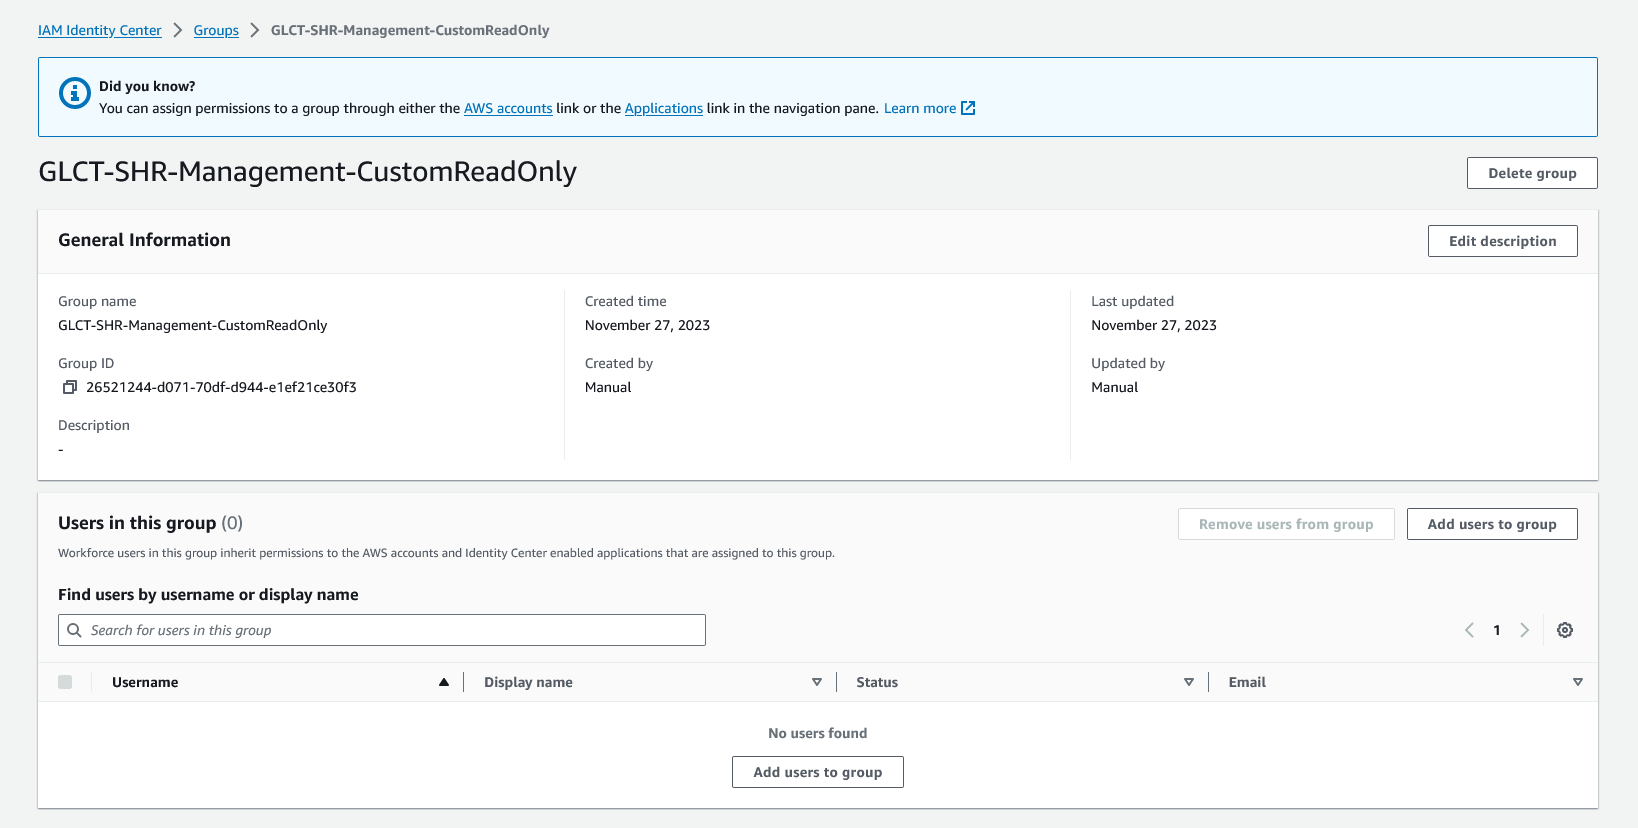 IAM Identity Center > Groups > GLCT-SHR-Management-CustomReadOnly
Did you know?
You can assign permissions to a group through either the AWS accounts link or the Applications link in the navigation pane. Learn more
GLCT-SHR-Management-CustomReadOnly
Delete group
General Information
Edit description
Group name
GLCT-SHR-Management-CustomReadOnly
Group ID
26521244-d071-70df-d944-e1ef21ce30f3
Description
-
Created time
November 27, 2023
Created by
Manual
Last updated
November 27, 2023
Updated by
Manual
Users in this group (0)
Remove users from group
Add users to group
Workforce users in this group inherit permissions to the AWS accounts and Identity Center enabled applications that are assigned to this group.
Find users by username or display name
Search for users in this group
1
Username
Display name
Status
Email
No users found
Add users to group